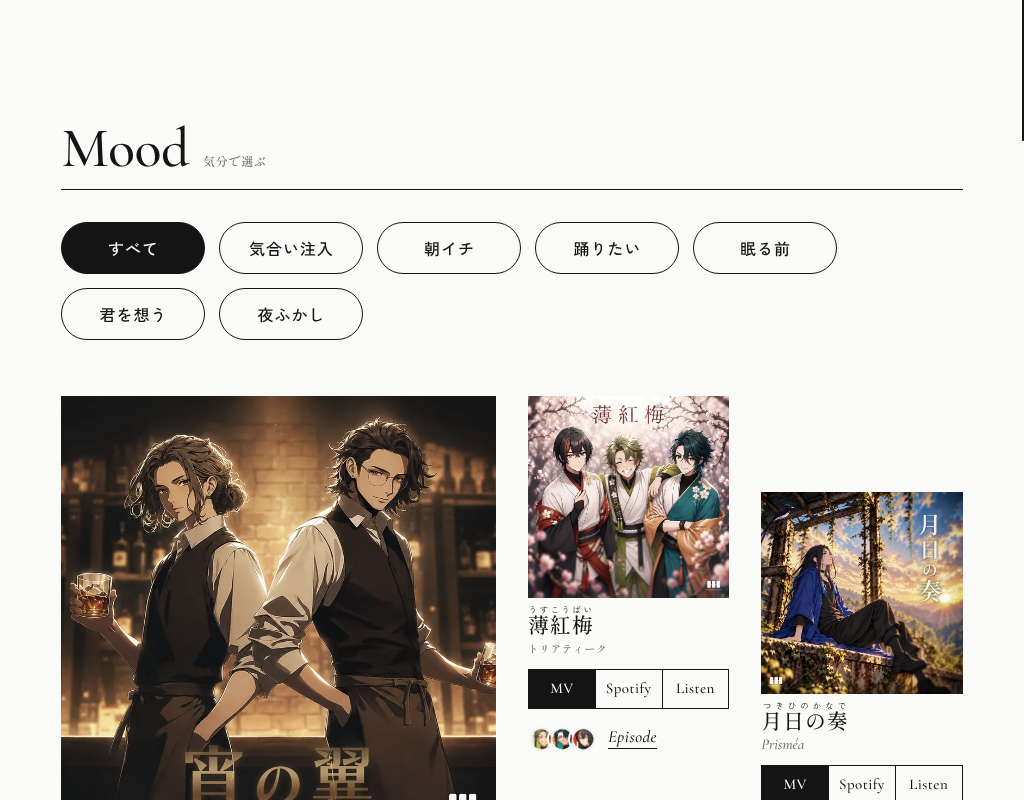 Mood 気分で選ぶ
すべて
気合い注入
朝イチ
踊りたい
眠る前
君を想う
夜ふかし
宵の翼
薄紅梅
うすこうばい
薄紅梅
トリアティーク
MV
Spotify
Listen
Episode
月日の奏
つきひのかなで
月日の奏
Prisméa
MV
Spotify
Listen